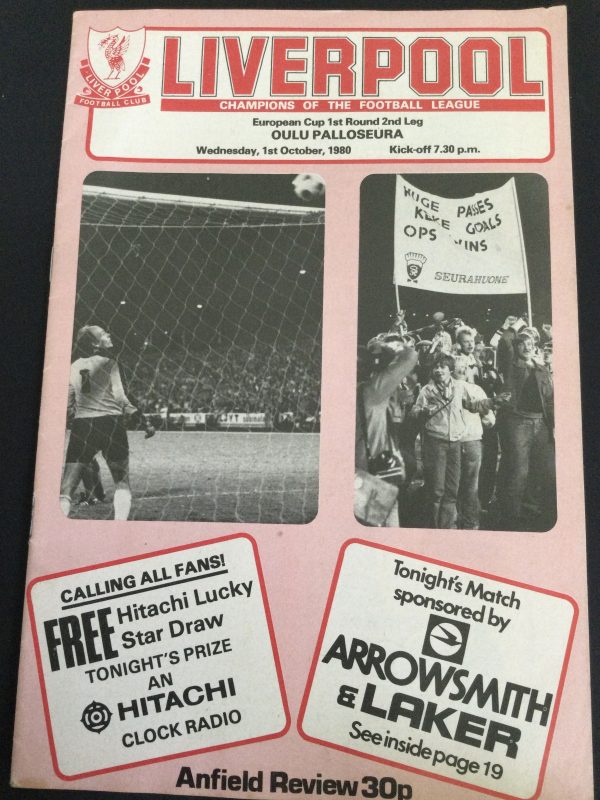 LIVERPOOL
FOOTBALL CLUB
LIVERPOOL
CHAMPIONS OF THE FOOTBALL LEAGUE
European Cup 1st Round 2nd Leg
OULU PALLOSEURA
Wednesday, 1st October, 1980 Kick-off 7.30 p.m.
HUGE PASSES
KEKE GOALS
OPS WINS
SEURAHUONE
CALLING ALL FANS!
FREE Hitachi Lucky
Star Draw
TONIGHT'S PRIZE
AN
HITACHI
CLOCK RADIO
Tonight's Match
sponsored by
ARROWSMITH
& LAKER
See inside page 19
Anfield Review 30p